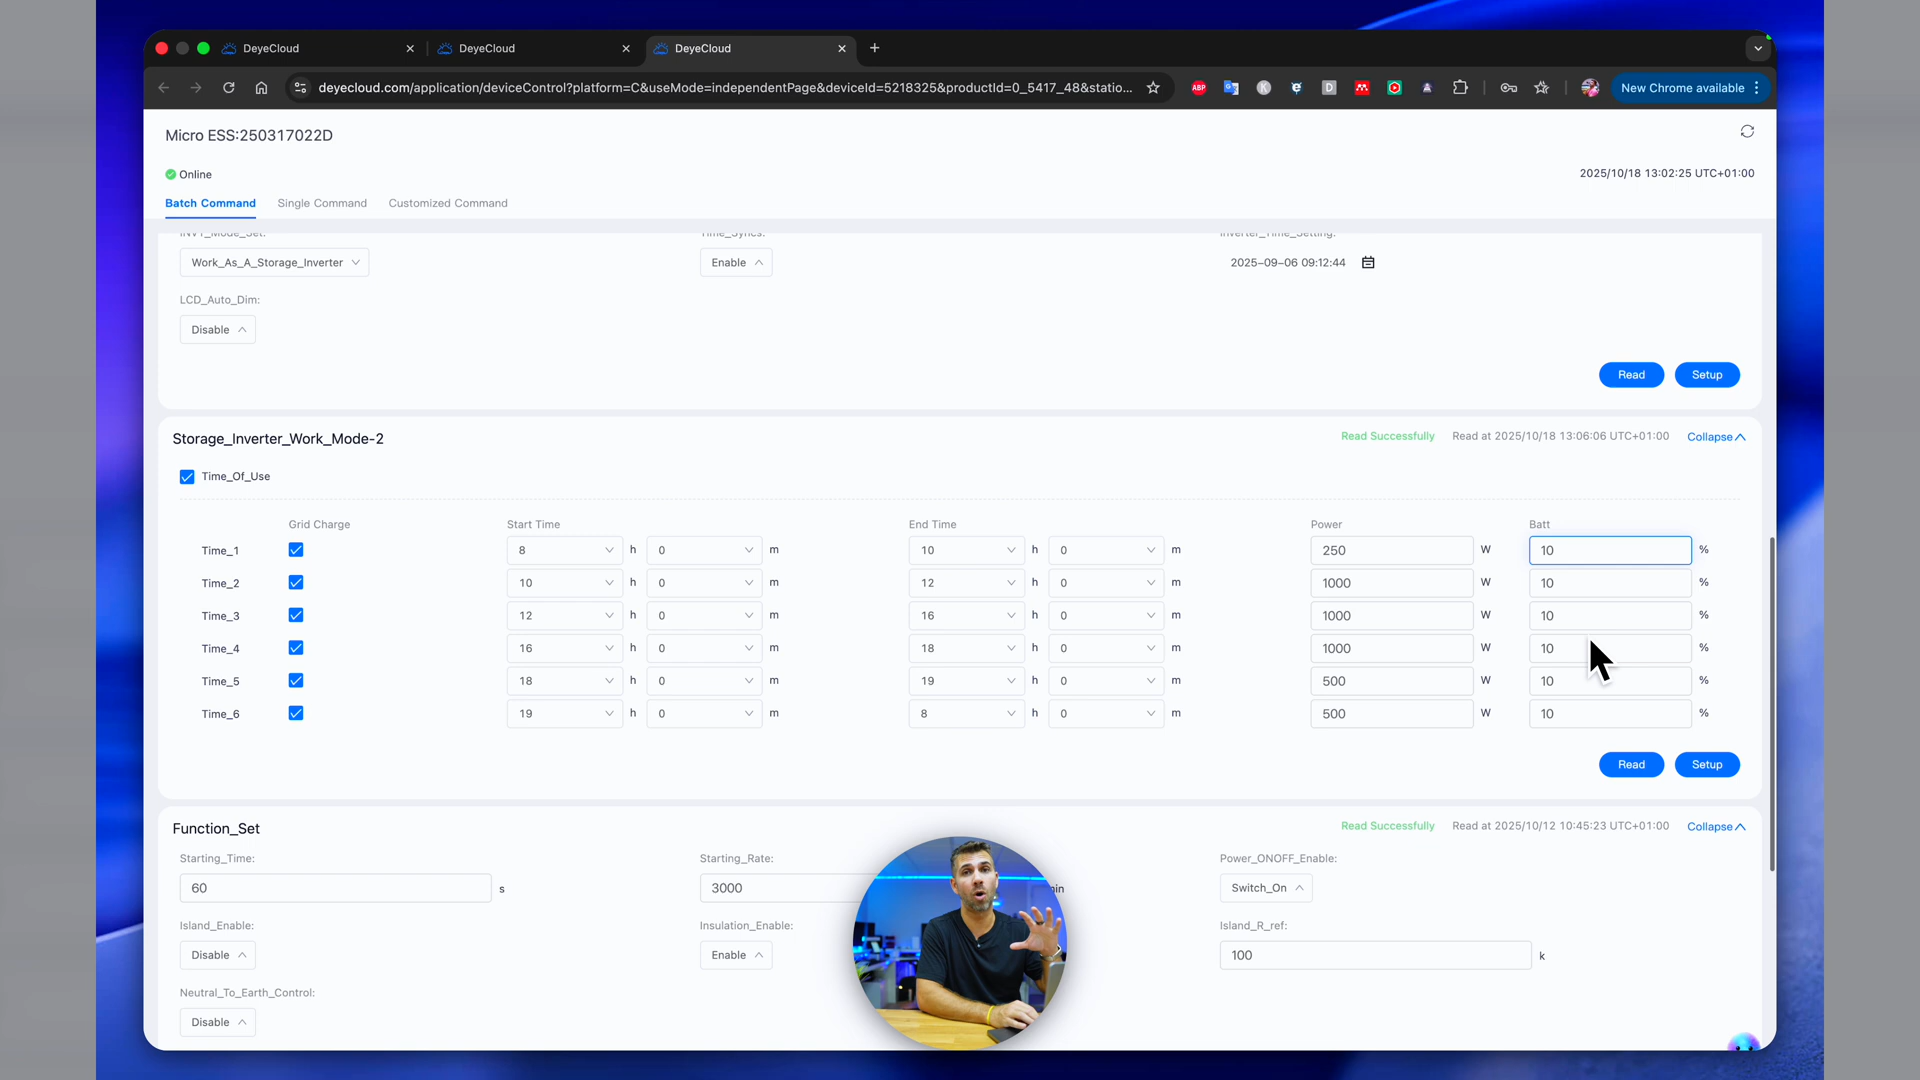 DeyeCloud
DeyeCloud
DeyeCloud
deyecloud.com/application/deviceControl?platform=C&useMode=independentPage&deviceId=5218325&productId=0_5417_48&statio...
ABP
New Chrome available
Micro ESS:250317022D
Online
2025/10/18 13:02:25 UTC+01:00
Batch Command Single Command Customized Command
INVT_Mode_Set: Time_Syncs: Inverter_Time_Setting:
Work_As_A_Storage_Inverter Enable 2025-09-06 09:12:44
LCD_Auto_Dim:
Disable
Read Setup
Storage_Inverter_Work_Mode-2 Read Successfully Read at 2025/10/18 13:06:06 UTC+01:00 Collapse
Time_Of_Use
Grid Charge Start Time End Time Power Batt
Time_1 8 h 0 m 10 h 0 m 250 W 10 %
Time_2 10 h 0 m 12 h 0 m 1000 W 10 %
Time_3 12 h 0 m 16 h 0 m 1000 W 10 %
Time_4 16 h 0 m 18 h 0 m 1000 W 10 %
Time_5 18 h 0 m 19 h 0 m 500 W 10 %
Time_6 19 h 0 m 8 h 0 m 500 W 10 %
Read Setup
Function_Set Read Successfully Read at 2025/10/12 10:45:23 UTC+01:00 Collapse
Starting_Time: Starting_Rate: Power_ONOFF_Enable:
60 s 3000 Switch_On
Island_Enable: Insulation_Enable: Island_R_ref:
Disable Enable 100 k
Neutral_To_Earth_Control:
Disable